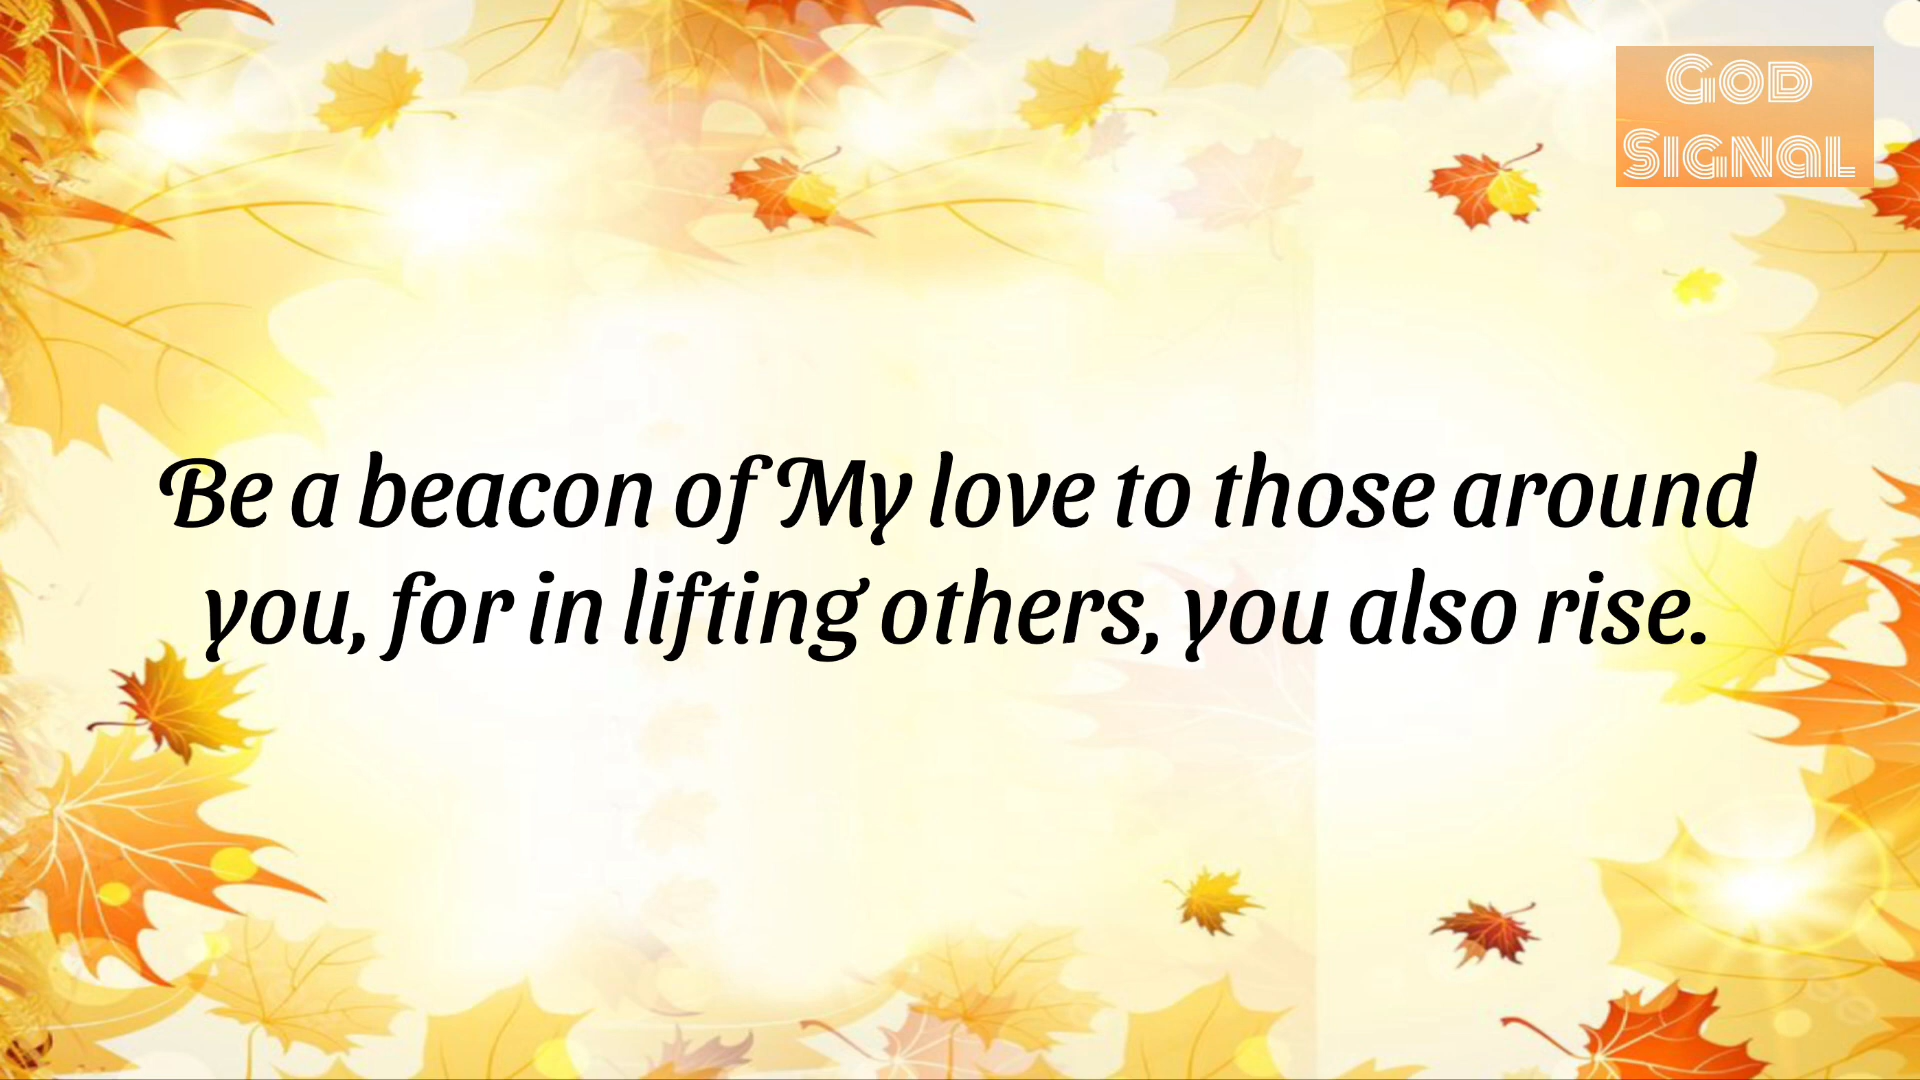 God
Signal
Be a beacon of My love to those around
you, for in lifting others, you also rise.